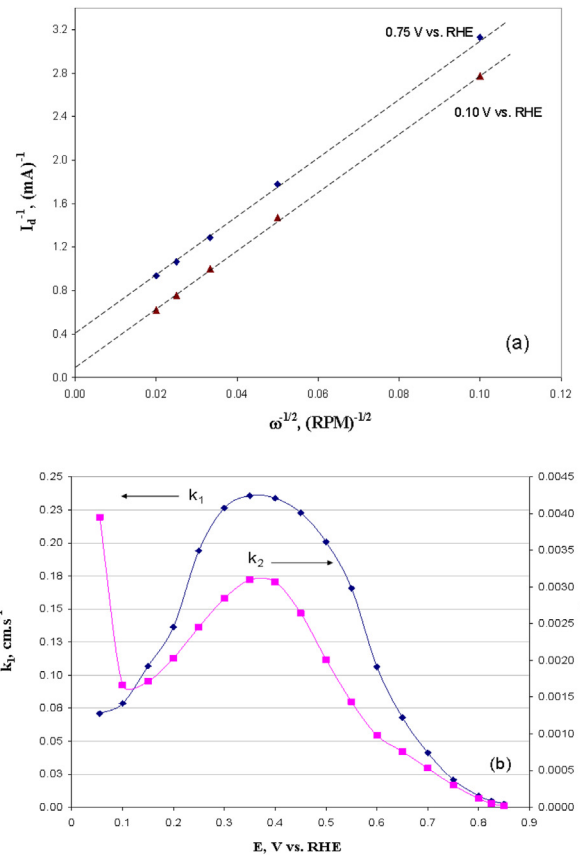 3.2
2.8
2.4
2.0
1.6
1.2
0.8
0.4
0.0
I_d^-1, (mA)^-1
0.75 V vs. RHE
0.10 V vs. RHE
(a)
0.00 0.02 0.04 0.06 0.08 0.10 0.12
ω^-1/2, (RPM)^-1/2
0.25
0.23
0.20
0.18
0.15
0.13
0.10
0.08
0.05
0.03
0.00
k_i, cm.s^-1
k_1
k_2
(b)
0.0045
0.0040
0.0035
0.0030
0.0025
0.0020
0.0015
0.0010
0.0005
0.0000
0 0.1 0.2 0.3 0.4 0.5 0.6 0.7 0.8 0.9
E, V vs. RHE